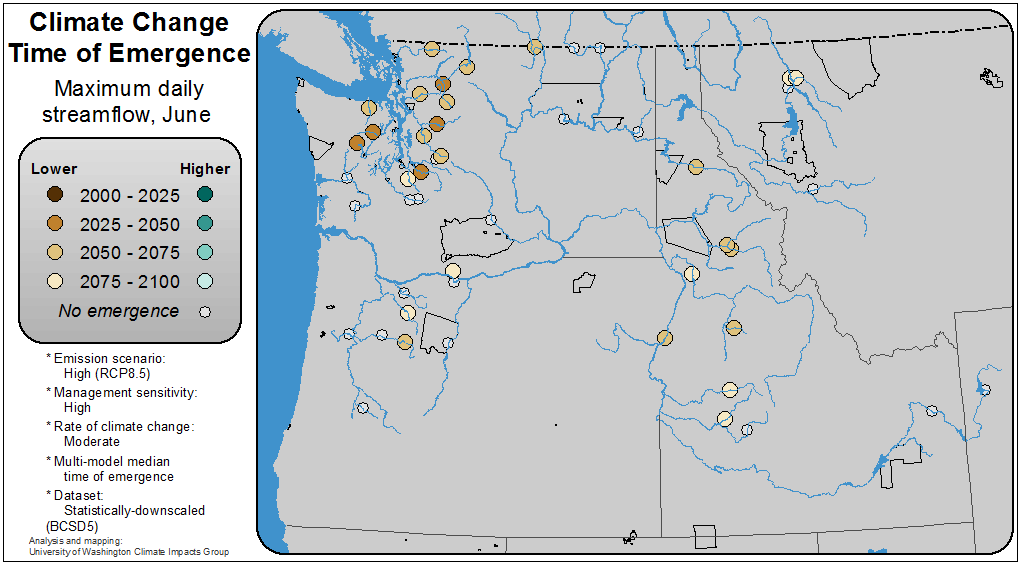 Climate Change
Time of Emergence
Maximum daily
streamflow, June
Lower Higher
2000 - 2025
2025 - 2050
2050 - 2075
2075 - 2100
No emergence
* Emission scenario:
High (RCP8.5)
* Management sensitivity:
High
* Rate of climate change:
Moderate
* Multi-model median
time of emergence
* Dataset:
Statistically-downscaled
(BCSD5)
Analysis and mapping:
University of Washington Climate Impacts Group